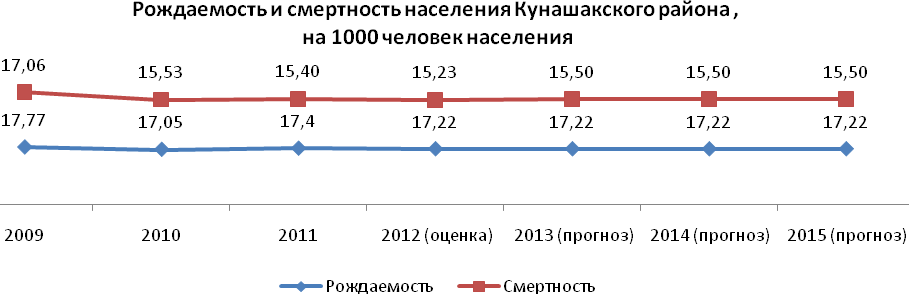 Рождаемость и смертность населения Кунашакского района ,
на 1000 человек населения
17,06 15,53 15,40 15,23 15,50 15,50 15,50
17,77 17,05 17,4 17,22 17,22 17,22 17,22
2009 2010 2011 2012 (оценка) 2013 (прогноз) 2014 (прогноз) 2015 (прогноз)
Рождаемость Смертность